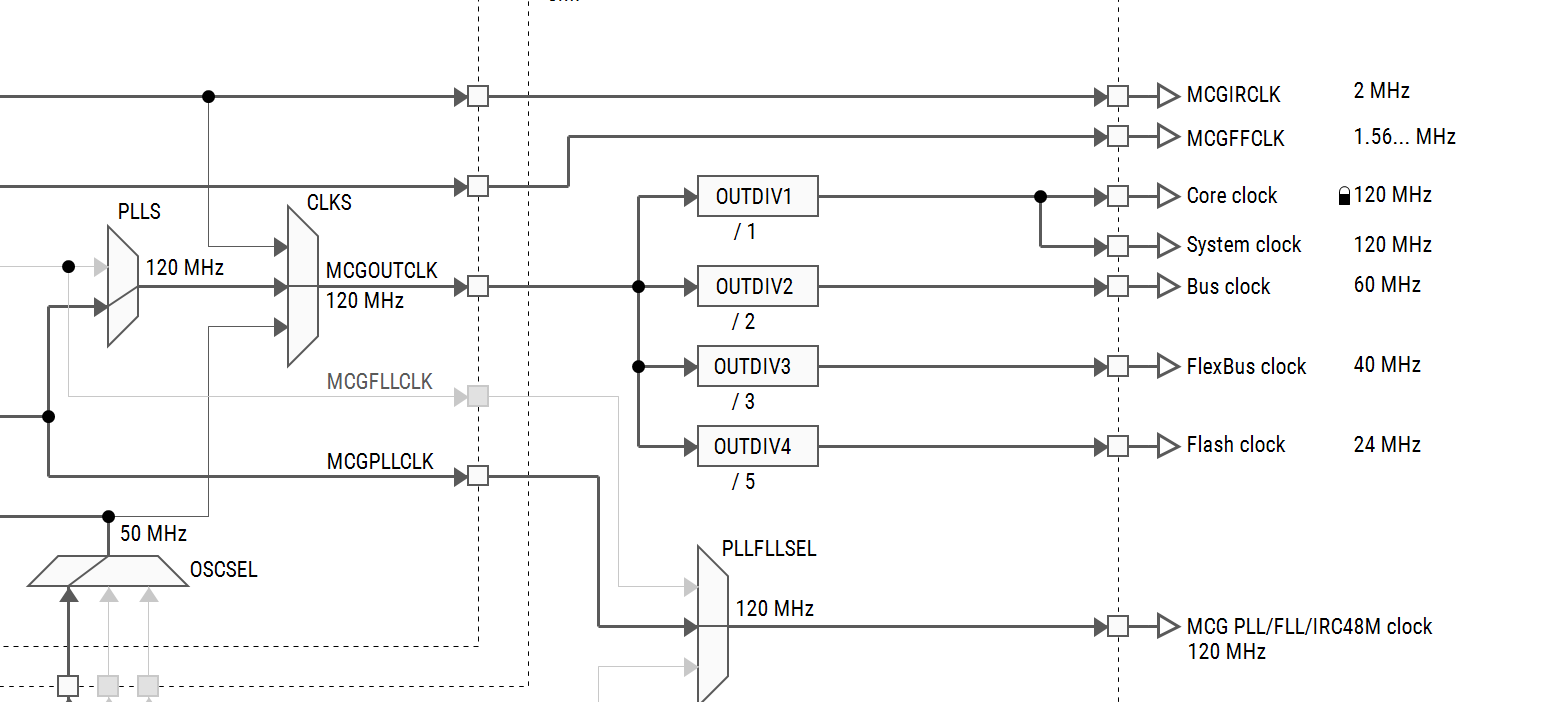 MCGIRCLK 2 MHz
MCGFFCLK 1.56... MHz
PLLS
CLKS
OUTDIV1
/ 1
Core clock 120 MHz
System clock 120 MHz
120 MHz
MCGOUTCLK
120 MHz
OUTDIV2
/ 2
Bus clock 60 MHz
OUTDIV3
/ 3
FlexBus clock 40 MHz
MCGFLLCLK
OUTDIV4
/ 5
Flash clock 24 MHz
MCGPLLCLK
50 MHz
OSCSEL
PLLFLLSEL
120 MHz
MCG PLL/FLL/IRC48M clock
120 MHz